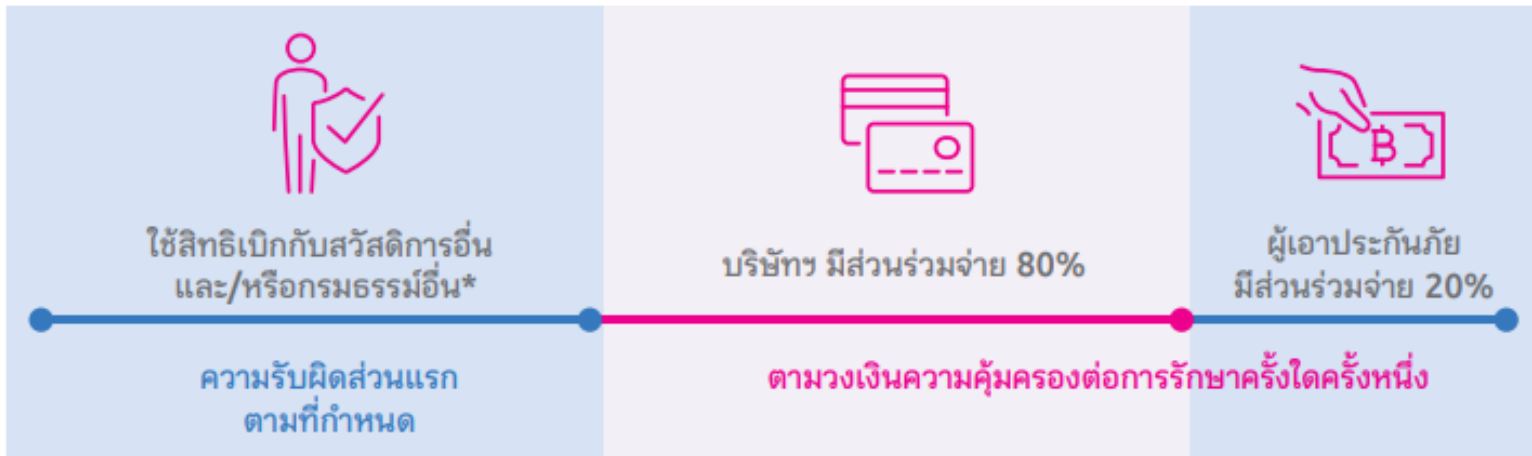 ใช้สิทธิเบิกกับสวัสดิการอื่น
และ/หรือกรมธรรม์อื่น*
บริษัทฯ มีส่วนร่วมจ่าย 80%
ผู้เอาประกันภัย
มีส่วนร่วมจ่าย 20%
ความรับผิดส่วนแรก
ตามที่กำหนด
ตามวงเงินความคุ้มครองต่อการรักษาครั้งใดครั้งหนึ่ง